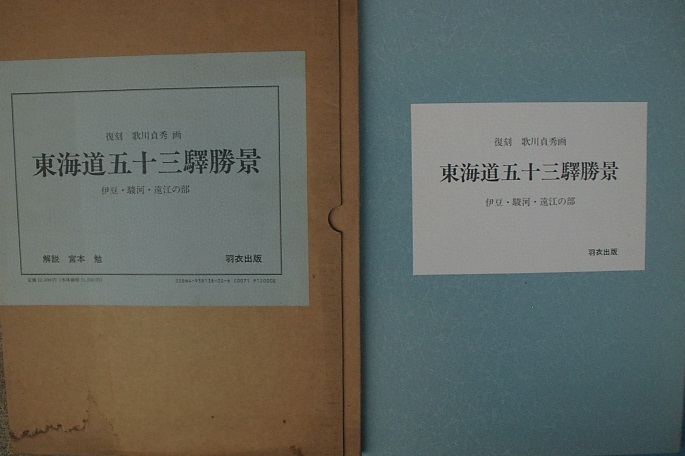 復刻 歌川貞秀 画
東海道五十三驛勝景
伊豆・駿河・遠江の部
解説 宮本 勉
羽衣出版
復刻 歌川貞秀画
東海道五十三驛勝景
伊豆・駿河・遠江の部
羽衣出版